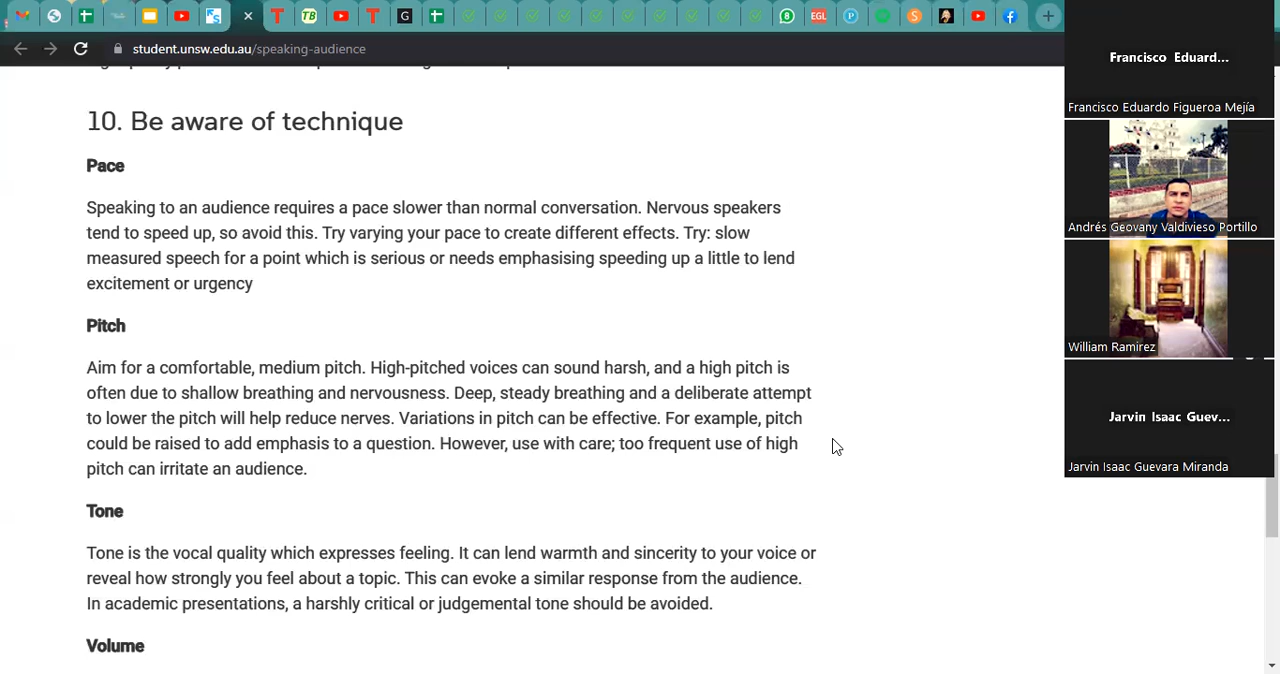 student.unsw.edu.au/speaking-audience
10. Be aware of technique
Pace
Speaking to an audience requires a pace slower than normal conversation. Nervous speakers
tend to speed up, so avoid this. Try varying your pace to create different effects. Try: slow
measured speech for a point which is serious or needs emphasising speeding up a little to lend
excitement or urgency
Pitch
Aim for a comfortable, medium pitch. High-pitched voices can sound harsh, and a high pitch is
often due to shallow breathing and nervousness. Deep, steady breathing and a deliberate attempt
to lower the pitch will help reduce nerves. Variations in pitch can be effective. For example, pitch
could be raised to add emphasis to a question. However, use with care; too frequent use of high
pitch can irritate an audience.
Tone
Tone is the vocal quality which expresses feeling. It can lend warmth and sincerity to your voice or
reveal how strongly you feel about a topic. This can evoke a similar response from the audience.
In academic presentations, a harshly critical or judgemental tone should be avoided.
Volume
Francisco Eduard...
Francisco Eduardo Figueroa Mejía
Andrés Geovany Valdivieso Portillo
William Ramirez
Jarvin Isaac Guev...
Jarvin Isaac Guevara Miranda